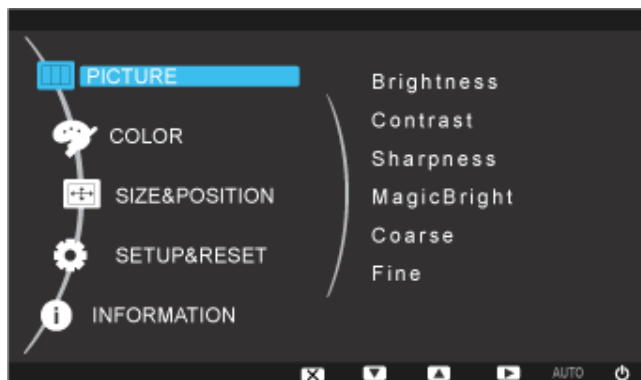 PICTURE
COLOR
SIZE&POSITION
SETUP&RESET
INFORMATION
Brightness
Contrast
Sharpness
MagicBright
Coarse
Fine
AUTO